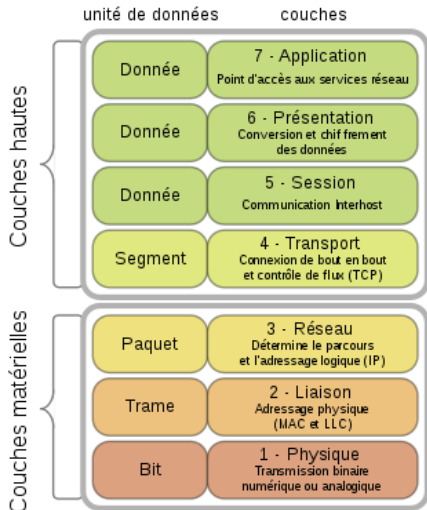 unité de données couches
Couches hautes
Donnée
7 - Application
Point d'accès aux services réseau
Donnée
6 - Présentation
Conversion et chiffrement
des données
Donnée
5 - Session
Communication Interhost
Segment
4 - Transport
Connexion de bout en bout
et contrôle de flux (TCP)
Couches matérielles
Paquet
3 - Réseau
Détermine le parcours
et l'adressage logique (IP)
Trame
2 - Liaison
Adressage physique
(MAC et LLC)
Bit
1 - Physique
Transmission binaire
numérique ou analogique